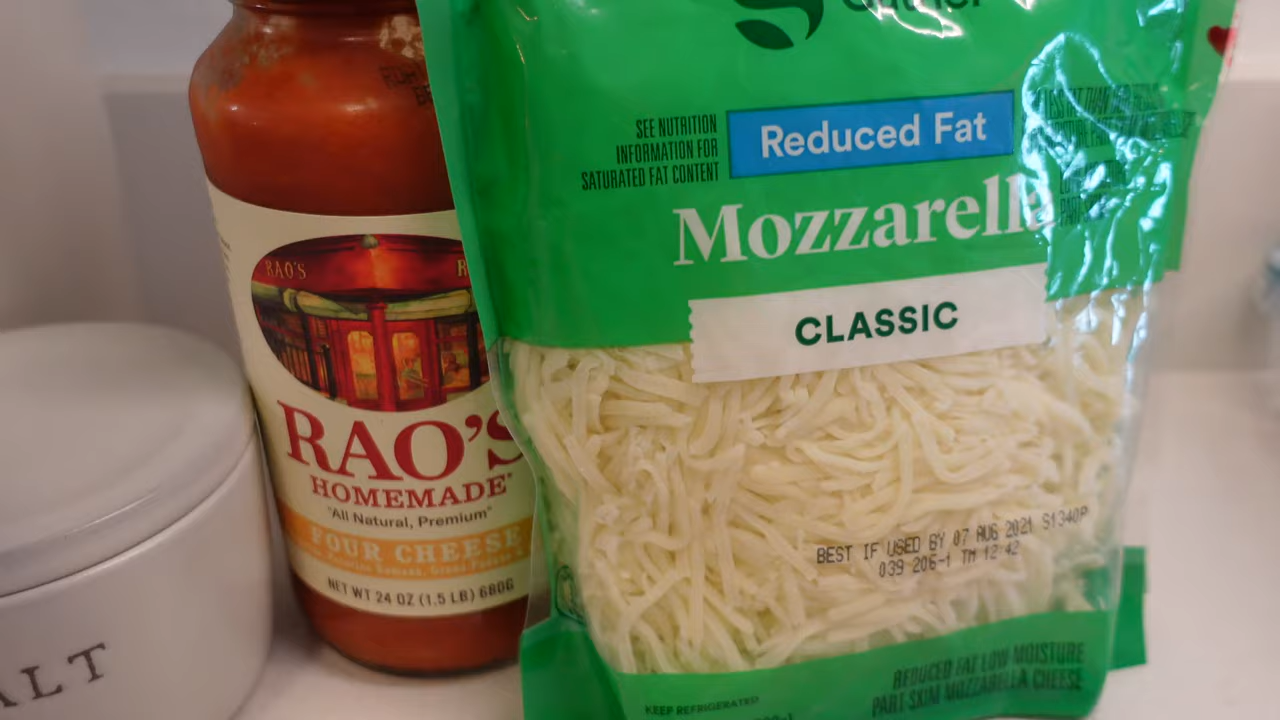 RAO'S
RAO'S
HOMEMADE
"All Natural, Premium"
FOUR CHEESE
NET WT 24 OZ (1.5 LB) 680G
ALT
SEE NUTRITION
INFORMATION FOR
SATURATED FAT CONTENT
Reduced Fat
Mozzarella
CLASSIC
BEST IF USED BY 07 AUG 2021 S1340P
039 206-1 TM 12:42
REDUCED FAT LOW-MOISTURE
PART-SKIM MOZZARELLA CHEESE
KEEP REFRIGERATED